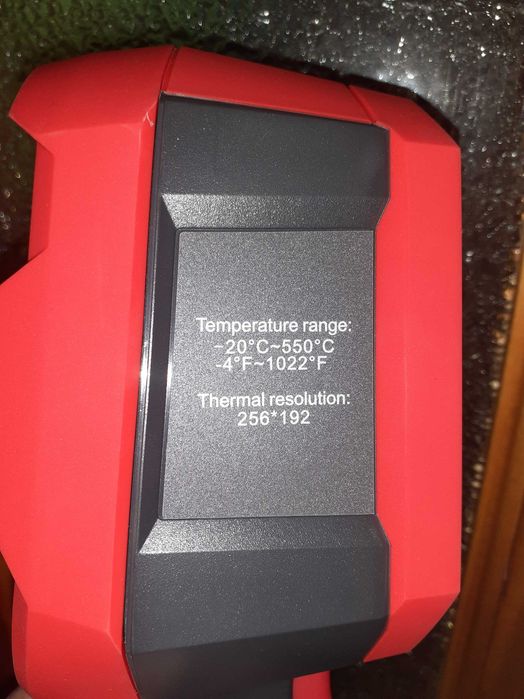 Temperature range:
-20°C~550°C
-4°F~1022°F
Thermal resolution:
256*192